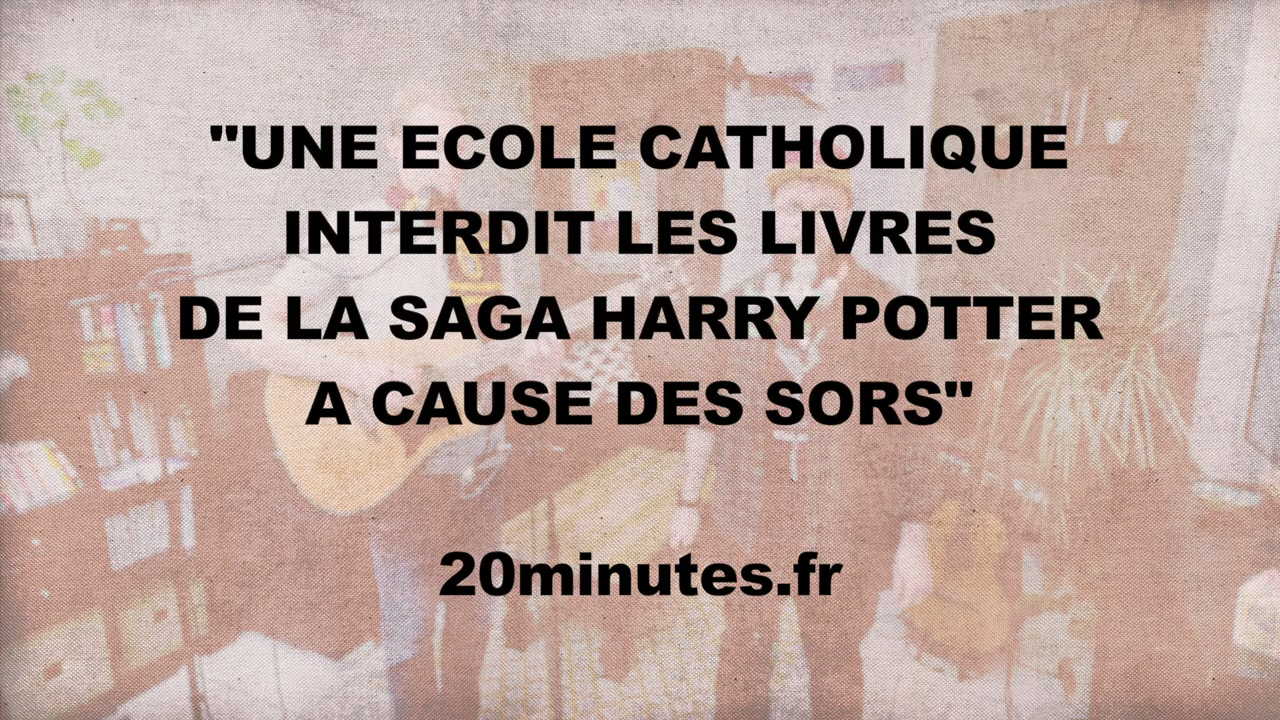 "UNE ECOLE CATHOLIQUE
INTERDIT LES LIVRES
DE LA SAGA HARRY POTTER
A CAUSE DES SORS"
20minutes.fr